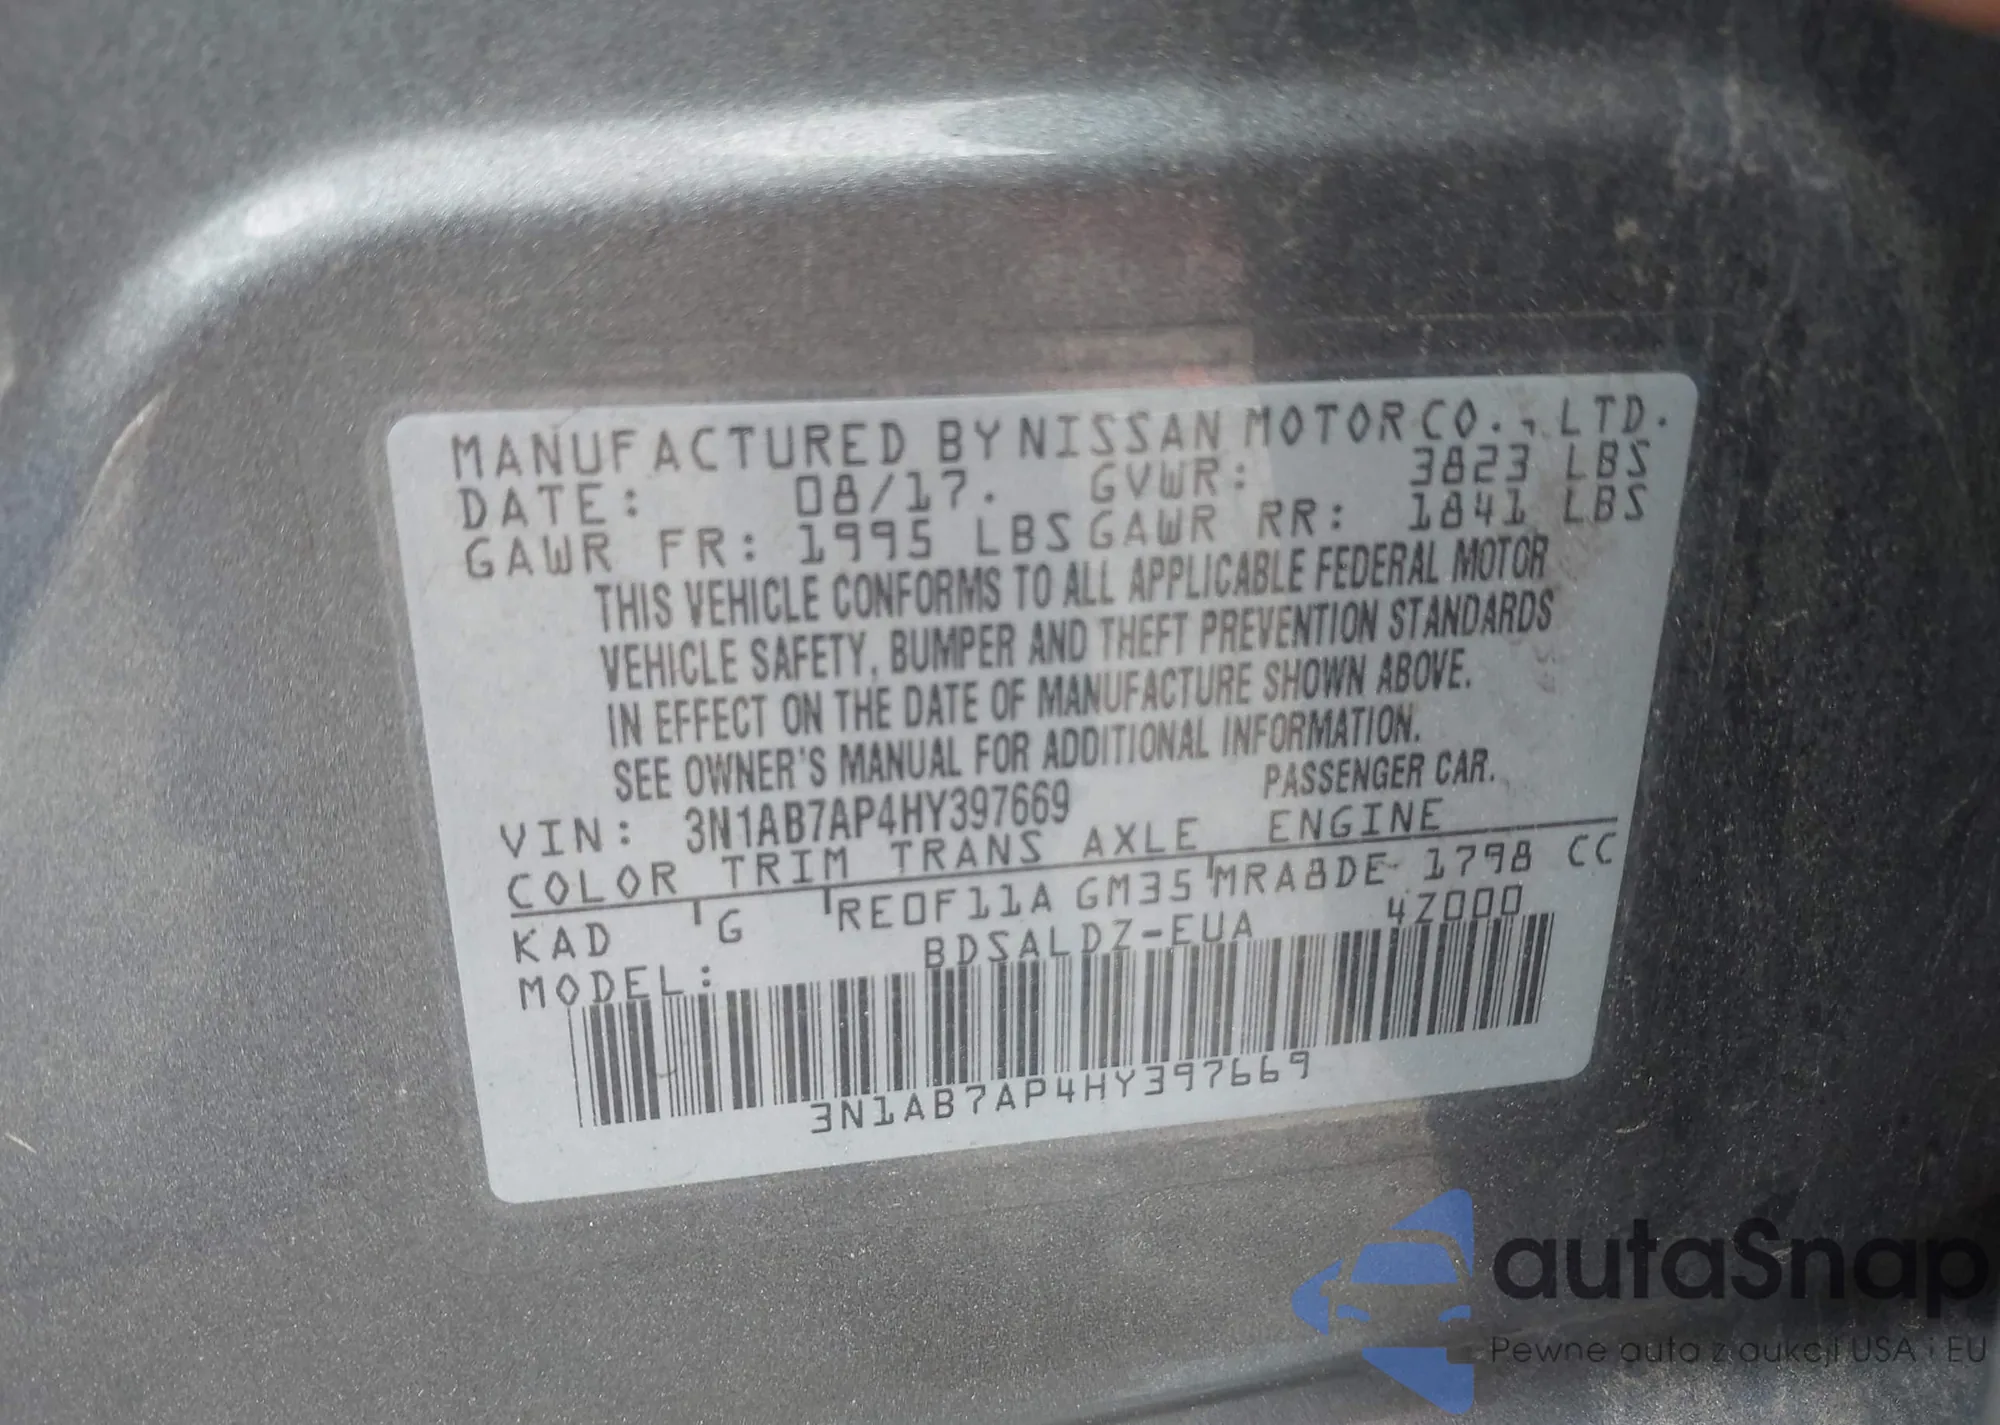 MANUFACTURED BY NISSAN MOTOR CO., LTD.
DATE: 08/17. GVWR: 3823 LBS
GAWR FR: 1995 LBS GAWR RR: 1841 LBS
THIS VEHICLE CONFORMS TO ALL APPLICABLE FEDERAL MOTOR
VEHICLE SAFETY, BUMPER AND THEFT PREVENTION STANDARDS
IN EFFECT ON THE DATE OF MANUFACTURE SHOWN ABOVE.
SEE OWNER'S MANUAL FOR ADDITIONAL INFORMATION.
VIN: 3N1AB7AP4HY397669 PASSENGER CAR.
COLOR TRIM TRANS AXLE ENGINE
KAD G RE0F11A GM35 MRA8DE- 1798 CC
MODEL: BDSALDZ-EUA 4Z000
3N1AB7AP4HY397669
autaSnap
Pewne auta z aukcji USA i EU